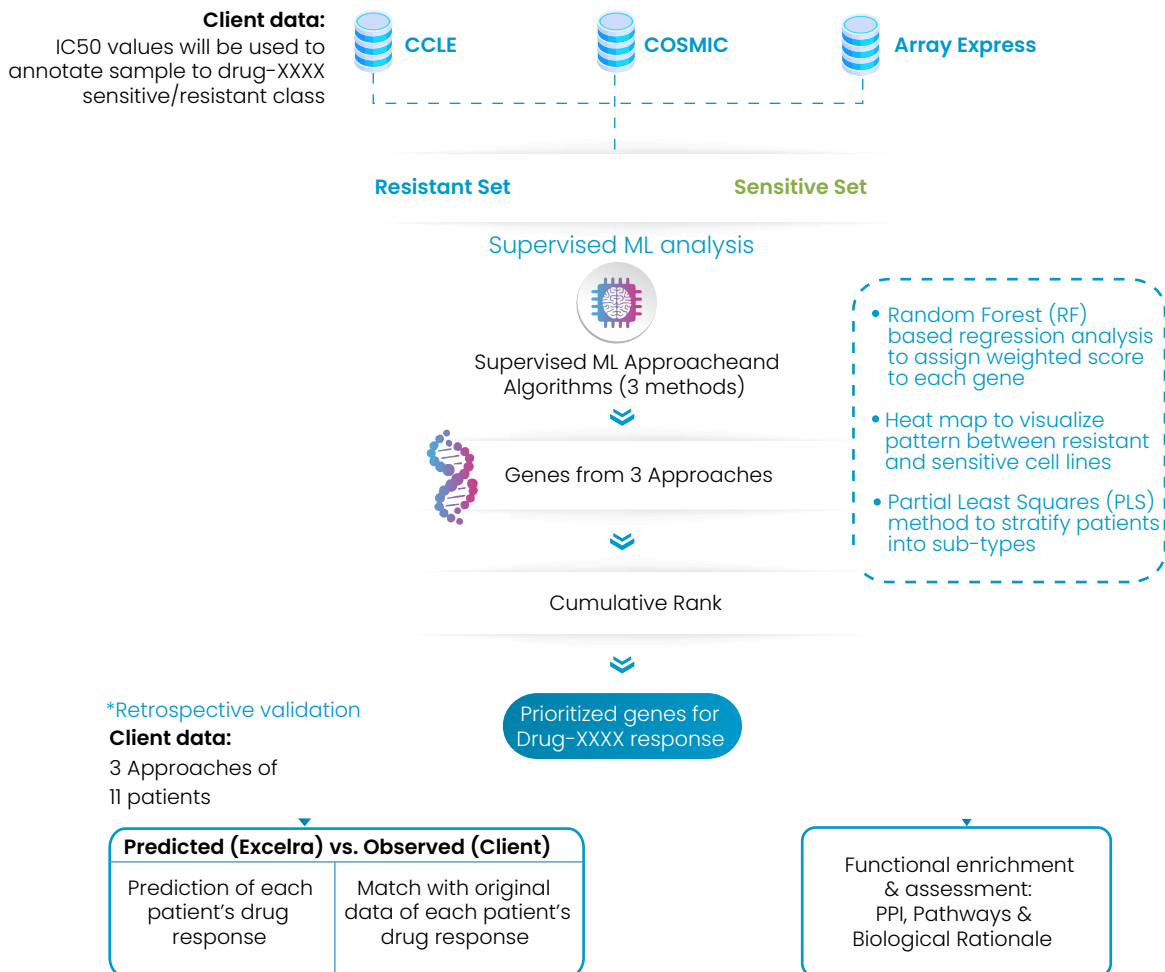 Client data:
IC50 values will be used to
annotate sample to drug-XXXX
sensitive/resistant class
CCLE
COSMIC
Array Express
Resistant Set
Sensitive Set
Supervised ML analysis
Supervised ML Approacheand
Algorithms (3 methods)
• Random Forest (RF)
based regression analysis
to assign weighted score
to each gene
• Heat map to visualize
pattern between resistant
and sensitive cell lines
• Partial Least Squares (PLS)
method to stratify patients
into sub-types
Genes from 3 Approaches
Cumulative Rank
Prioritized genes for
Drug-XXXX response
*Retrospective validation
Client data:
3 Approaches of
11 patients
Predicted (Excelra) vs. Observed (Client)
Prediction of each
patient's drug
response
Match with original
data of each patient's
drug response
Functional enrichment
& assessment:
PPI, Pathways &
Biological Rationale